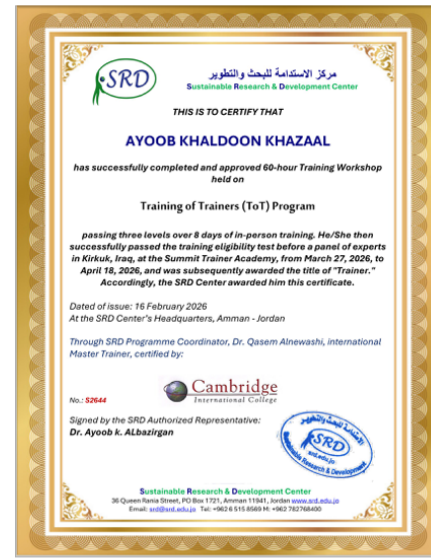 SRD
مركز الاستدامة للبحث والتطوير
Sustainable Research & Development Center
THIS IS TO CERTIFY THAT
AYOOB KHALDOON KHAZAAL
has successfully completed and approved 60-hour Training Workshop
held on
Training of Trainers (ToT) Program
passing three levels over 8 days of in-person training. He/She then
successfully passed the training eligibility test before a panel of experts
in Kirkuk, Iraq, at the Summit Trainer Academy, from March 27, 2026, to
April 18, 2026, and was subsequently awarded the title of "Trainer."
Accordingly, the SRD Center awarded him this certificate.
Dated of issue: 16 February 2026
At the SRD Center's Headquarters, Amman - Jordan
Through SRD Programme Coordinator, Dr. Qasem Alnewashi, international
Master Trainer, certified by:
Cambridge
International College
No.: S2644
Signed by the SRD Authorized Representative:
Dr. Ayoob k. ALbazirgan
SRD
srd.edu.jo
Sustainable Research & Development
Sustainable Research & Development Center
36 Queen Rania Street, PO Box 1721, Amman 11941, Jordan www.srd.edu.jo
Email: srd@srd.edu.jo Tel: +962 6 515 8569 M: +962 782768400